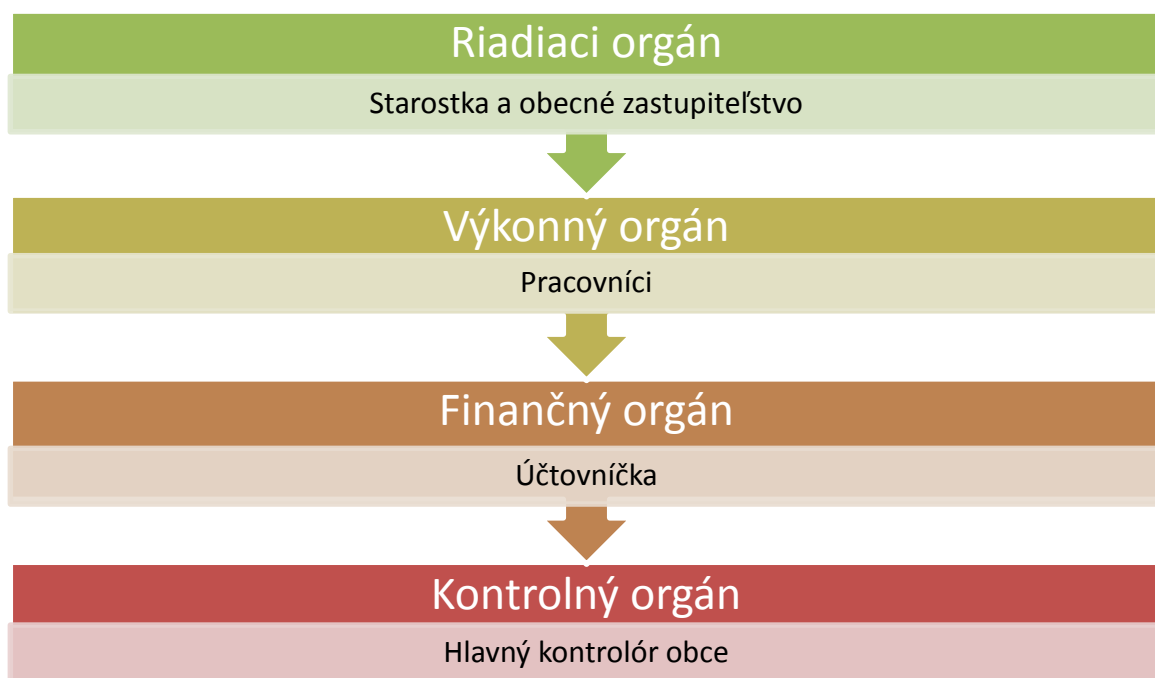 Riadiaci orgán
Starostka a obecné zastupiteľstvo
Výkonný orgán
Pracovníci
Finančný orgán
Účtovníčka
Kontrolný orgán
Hlavný kontrolór obce